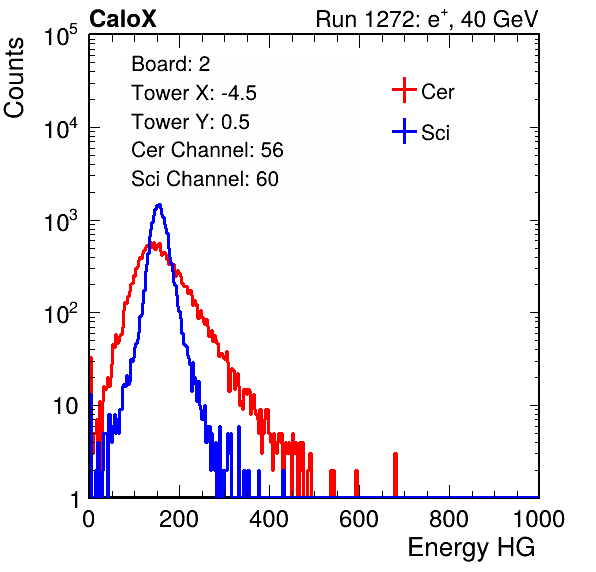 CaloX Run 1272: e⁺, 40 GeV
Counts
10⁵
10⁴
10³
10²
10
1
Board: 2
Tower X: -4.5
Tower Y: 0.5
Cer Channel: 56
Sci Channel: 60
Cer
Sci
0 200 400 600 800 1000
Energy HG